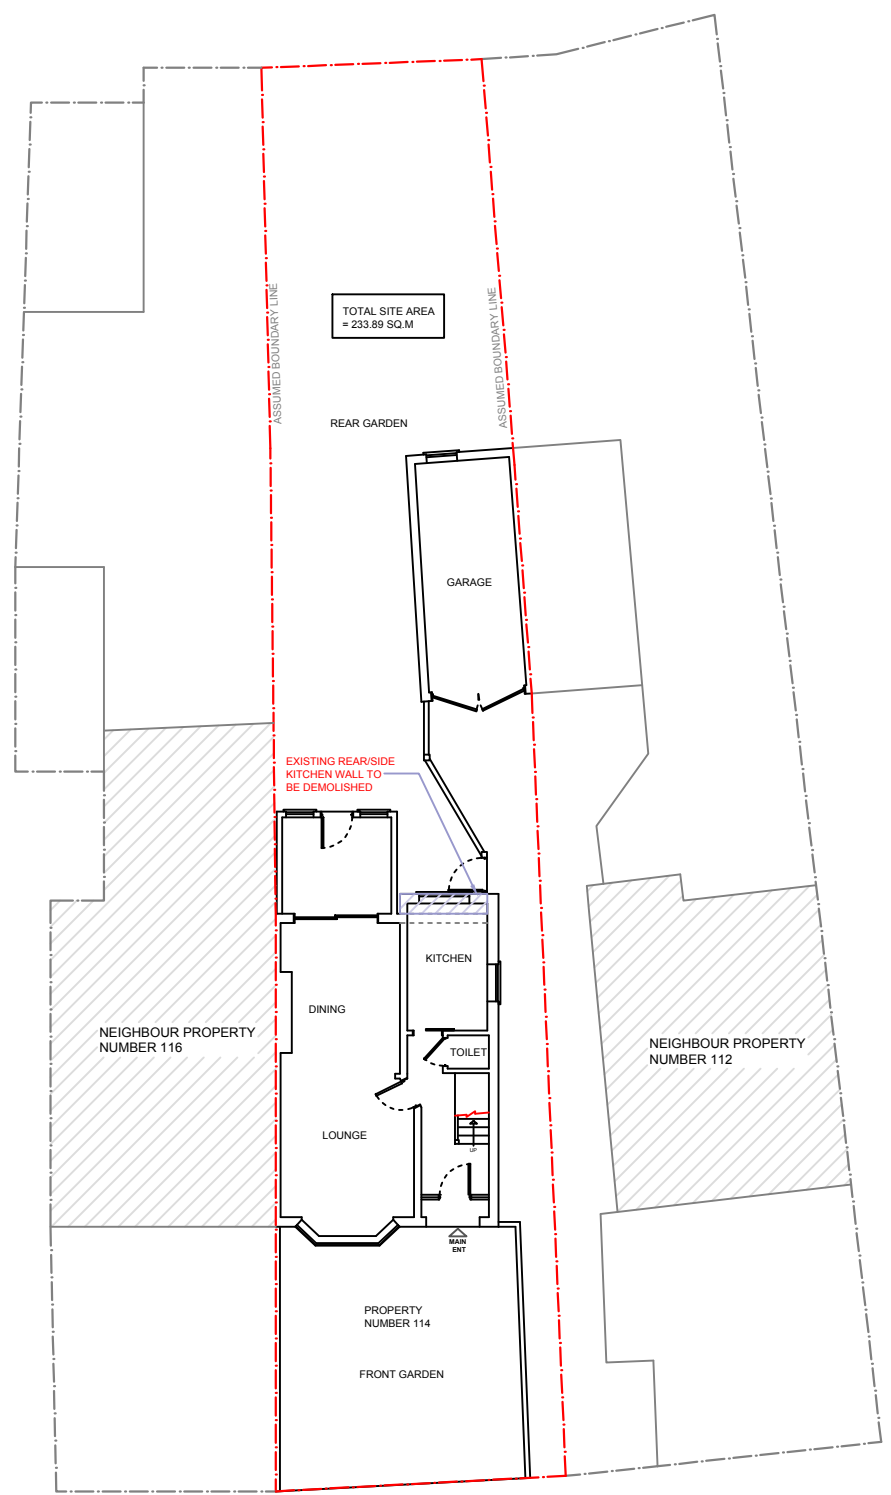 TOTAL SITE AREA
= 233.89 SQ.M
ASSUMED BOUNDARY LINE
ASSUMED BOUNDARY LINE
REAR GARDEN
GARAGE
EXISTING REAR/SIDE
KITCHEN WALL TO
BE DEMOLISHED
KITCHEN
DINING
NEIGHBOUR PROPERTY
NUMBER 116
NEIGHBOUR PROPERTY
NUMBER 112
TOILET
LOUNGE
UP
MAIN
ENT
PROPERTY
NUMBER 114
FRONT GARDEN